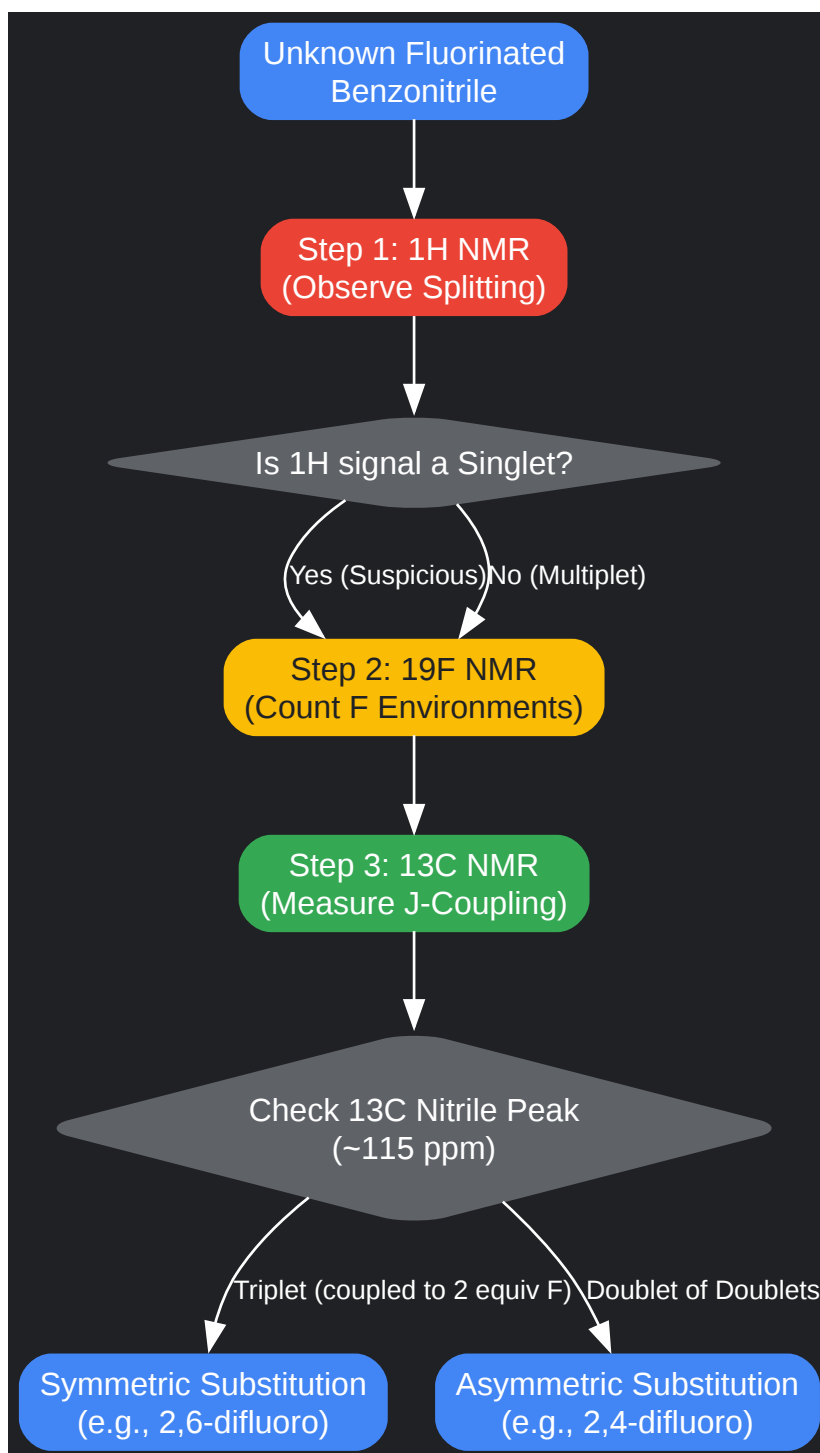 Unknown Fluorinated
Benzonitrile
Step 1: 1H NMR
(Observe Splitting)
Is 1H signal a Singlet?
Yes (Suspicious)
No (Multiplet)
Step 2: 19F NMR
(Count F Environments)
Step 3: 13C NMR
(Measure J-Coupling)
Check 13C Nitrile Peak
(~115 ppm)
Triplet (coupled to 2 equiv F)
Doublet of Doublets
Symmetric Substitution
(e.g., 2,6-difluoro)
Asymmetric Substitution
(e.g., 2,4-difluoro)